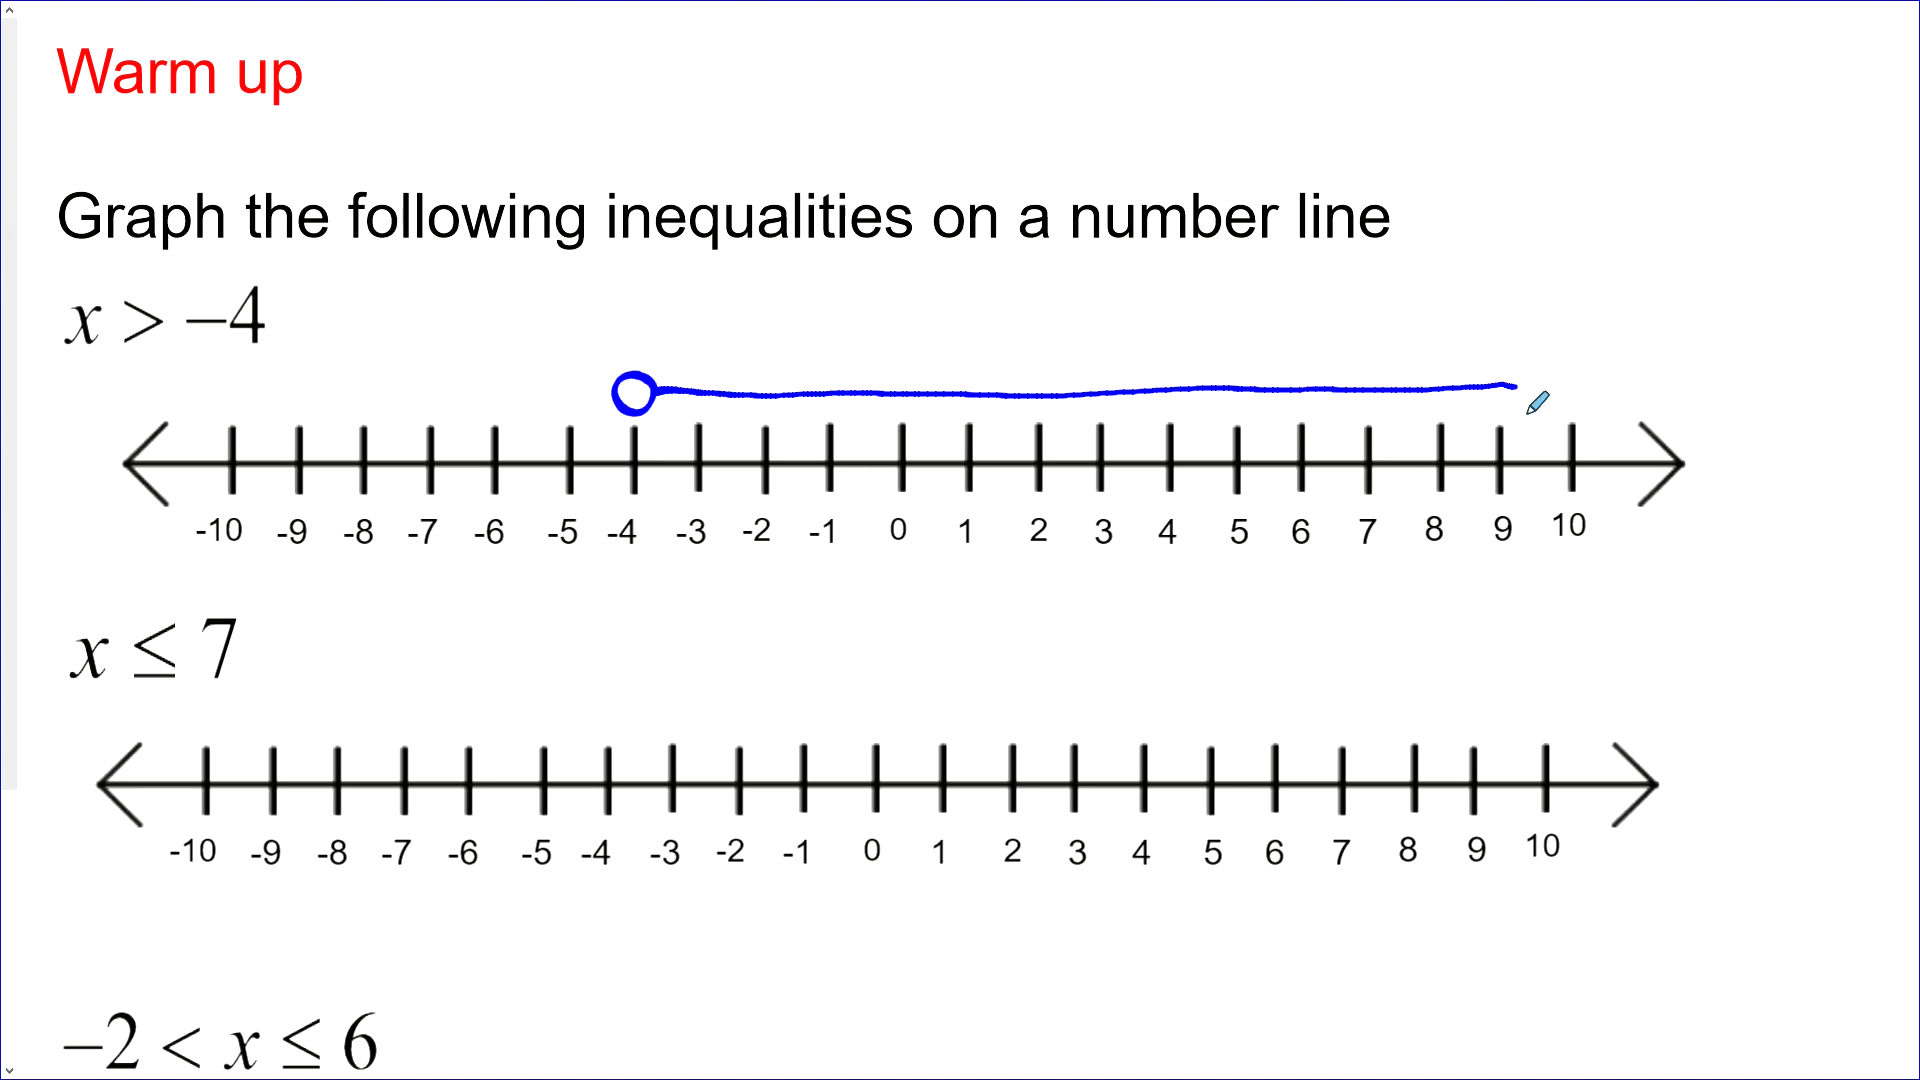 Warm up
Graph the following inequalities on a number line
x > −4
-10 -9 -8 -7 -6 -5 -4 -3 -2 -1 0 1 2 3 4 5 6 7 8 9 10
x ≤ 7
-10 -9 -8 -7 -6 -5 -4 -3 -2 -1 0 1 2 3 4 5 6 7 8 9 10
−2 < x ≤ 6